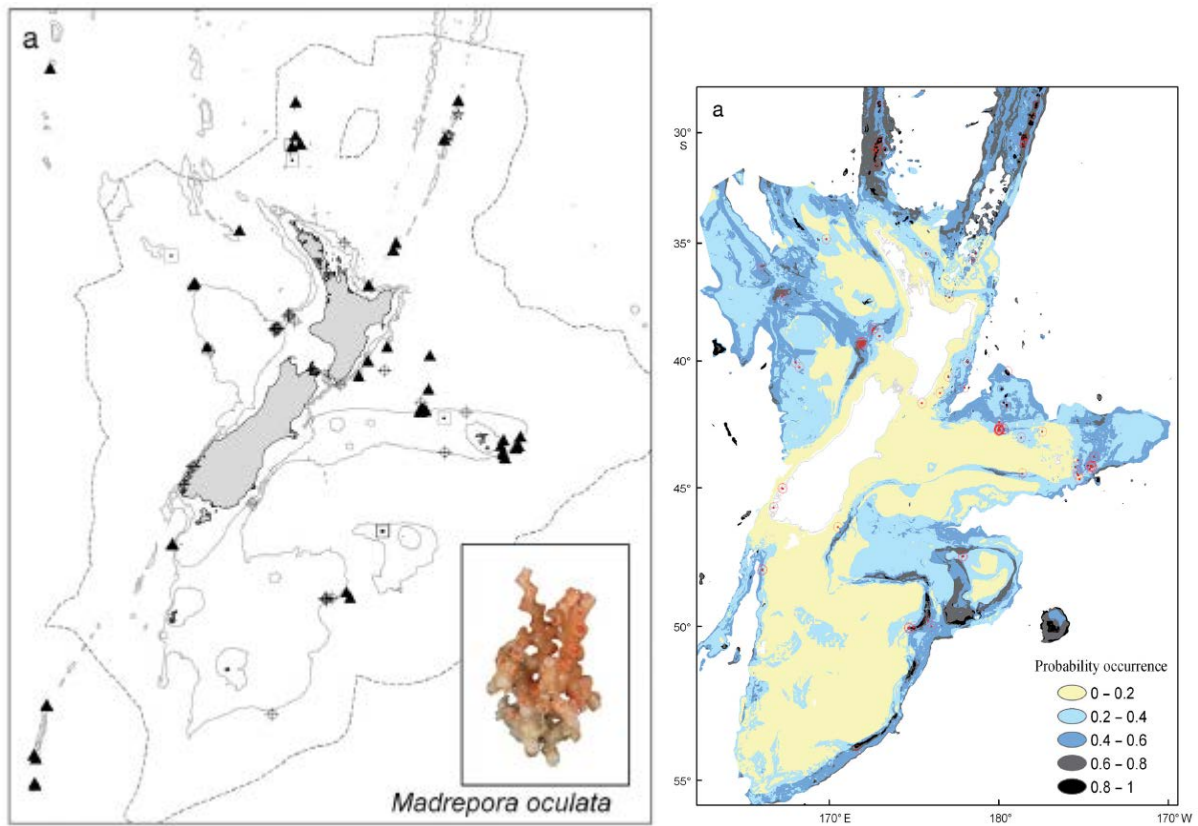 a
Madrepora oculata
a
30°
S
35°
40°
45°
50°
55°
Probability occurrence
0 – 0.2
0.2 – 0.4
0.4 – 0.6
0.6 – 0.8
0.8 – 1
170° E
180°
170° W